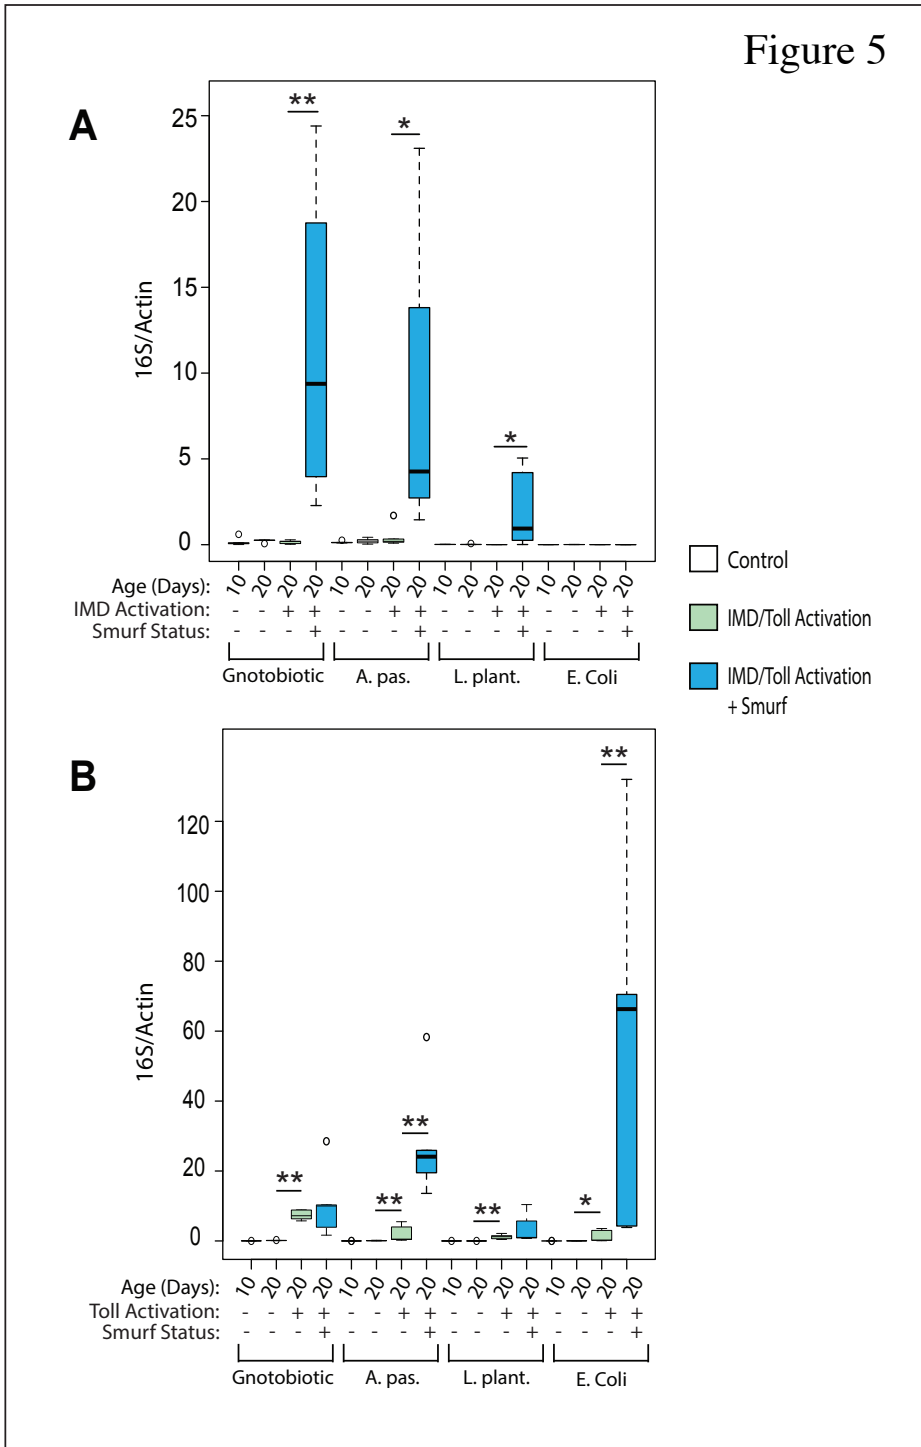 Figure 5
A
** * *
25
20
15
10
5
0
16S/Actin
Age (Days): 10 20 20 20 10 20 20 20 10 20 20 20 10 20 20 20
IMD Activation: - - + + - - + + - - + + - - + +
Smurf Status: - - - + - - - + - - - + - - - +
Gnotobiotic A. pas. L. plant. E. Coli
Control
IMD/Toll Activation
IMD/Toll Activation
+ Smurf
B
** ** ** ** * **
120
100
80
60
40
20
0
16S/Actin
Age (Days): 10 20 20 20 10 20 20 20 10 20 20 20 10 20 20 20
Toll Activation: - - + + - - + + - - + + - - + +
Smurf Status: - - - + - - - + - - - + - - - +
Gnotobiotic A. pas. L. plant. E. Coli